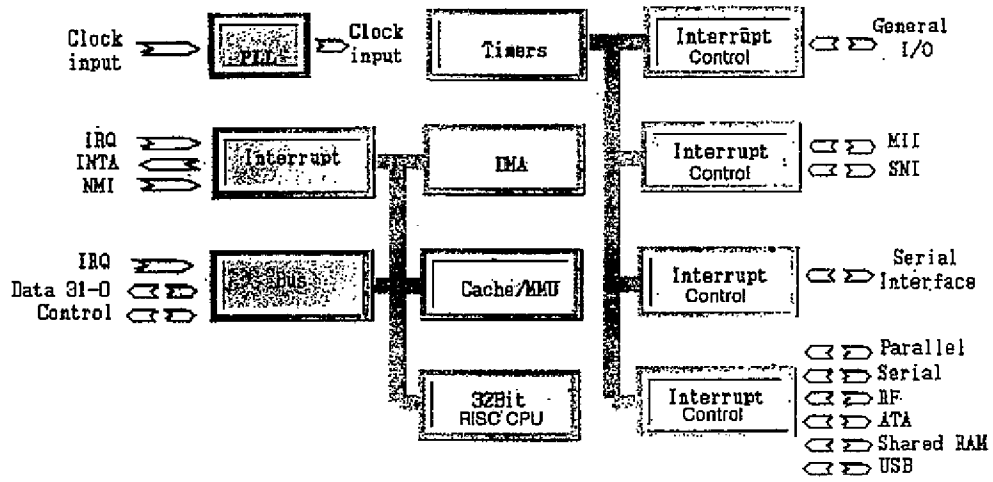 Clock
input
PLL
Clock
input
Timers
Interrupt
Control
General
I/O
IRQ
INTA
NMI
Interrupt
DMA
Interrupt
Control
MII
SNI
IRQ
Data 31-0
Control
Bus
Cache/MMU
Interrupt
Control
Serial
Interface
32Bit
RISC CPU
Interrupt
Control
Parallel
Serial
RF
ATA
Shared RAM
USB